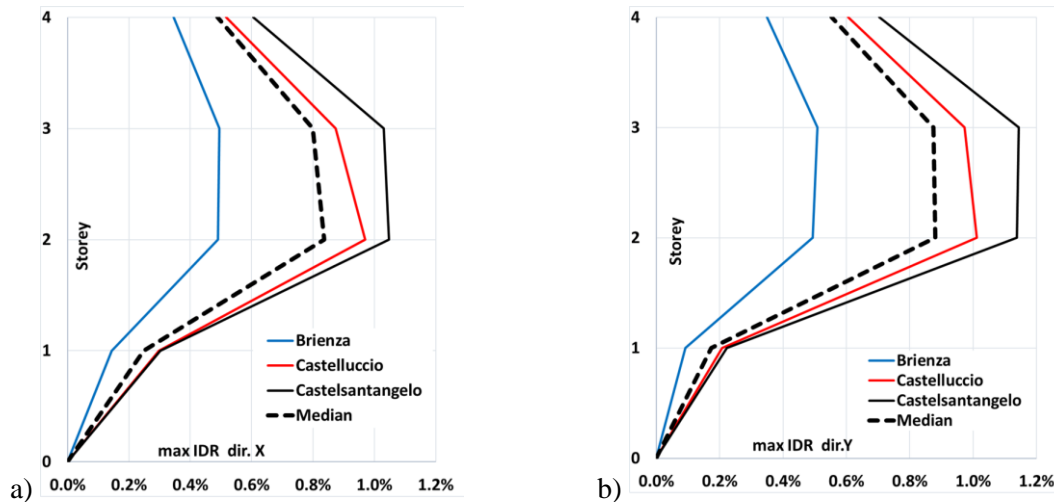 4
3
2
1
0
Storey
Brienza
Castelluccio
Castelsantangelo
Median
max IDR dir. X
0.0% 0.2% 0.4% 0.6% 0.8% 1.0% 1.2%
a)
4
3
2
1
0
Storey
Brienza
Castelluccio
Castelsantangelo
Median
max IDR dir.Y
0.0% 0.2% 0.4% 0.6% 0.8% 1.0% 1.2%
b)